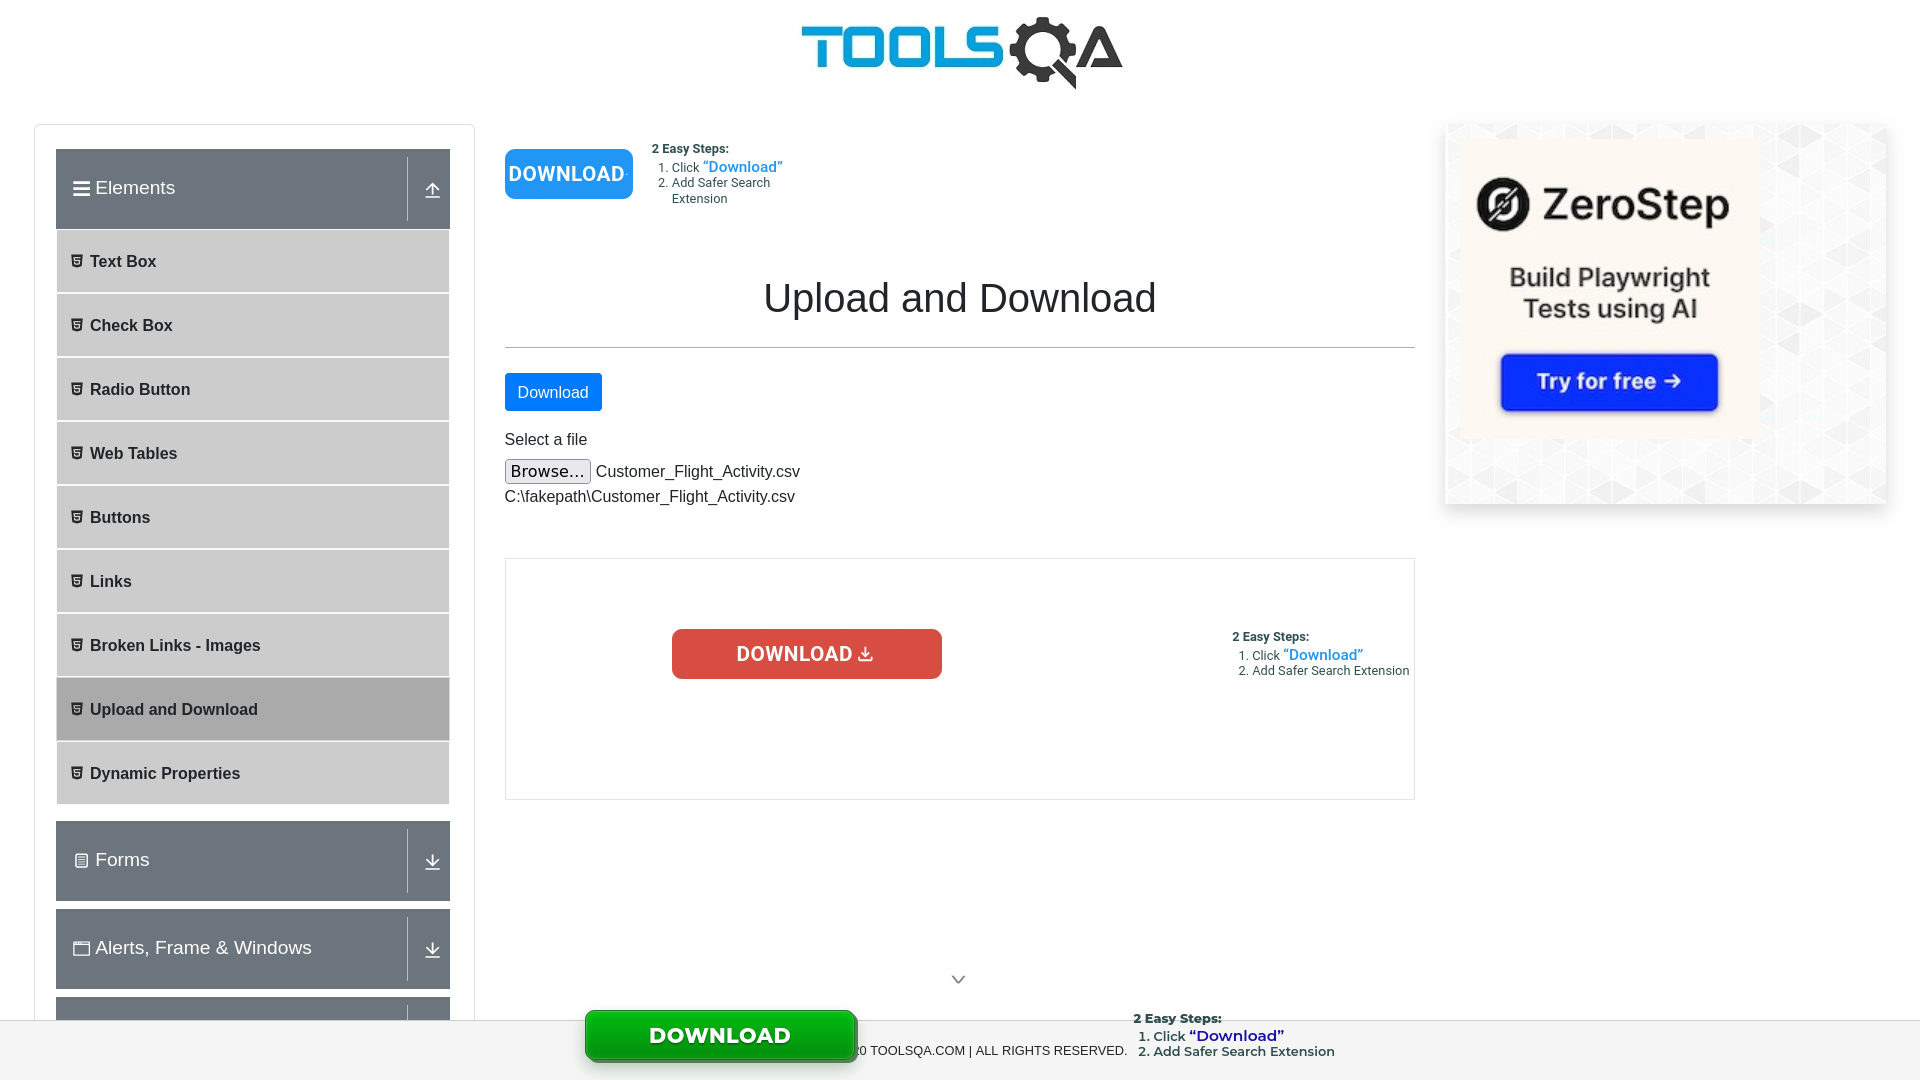 TOOLSQA
Elements
Text Box
Check Box
Radio Button
Web Tables
Buttons
Links
Broken Links - Images
Upload and Download
Dynamic Properties
Forms
Alerts, Frame & Windows
DOWNLOAD
2 Easy Steps:
1. Click “Download”
2. Add Safer Search
Extension
Upload and Download
Download
Select a file
Browse... Customer_Flight_Activity.csv
C:\fakepath\Customer_Flight_Activity.csv
DOWNLOAD
2 Easy Steps:
1. Click “Download”
2. Add Safer Search Extension
ZeroStep
Build Playwright
Tests using AI
Try for free →
DOWNLOAD
TOOLSQA.COM | ALL RIGHTS RESERVED.
2 Easy Steps:
1. Click “Download”
2. Add Safer Search Extension